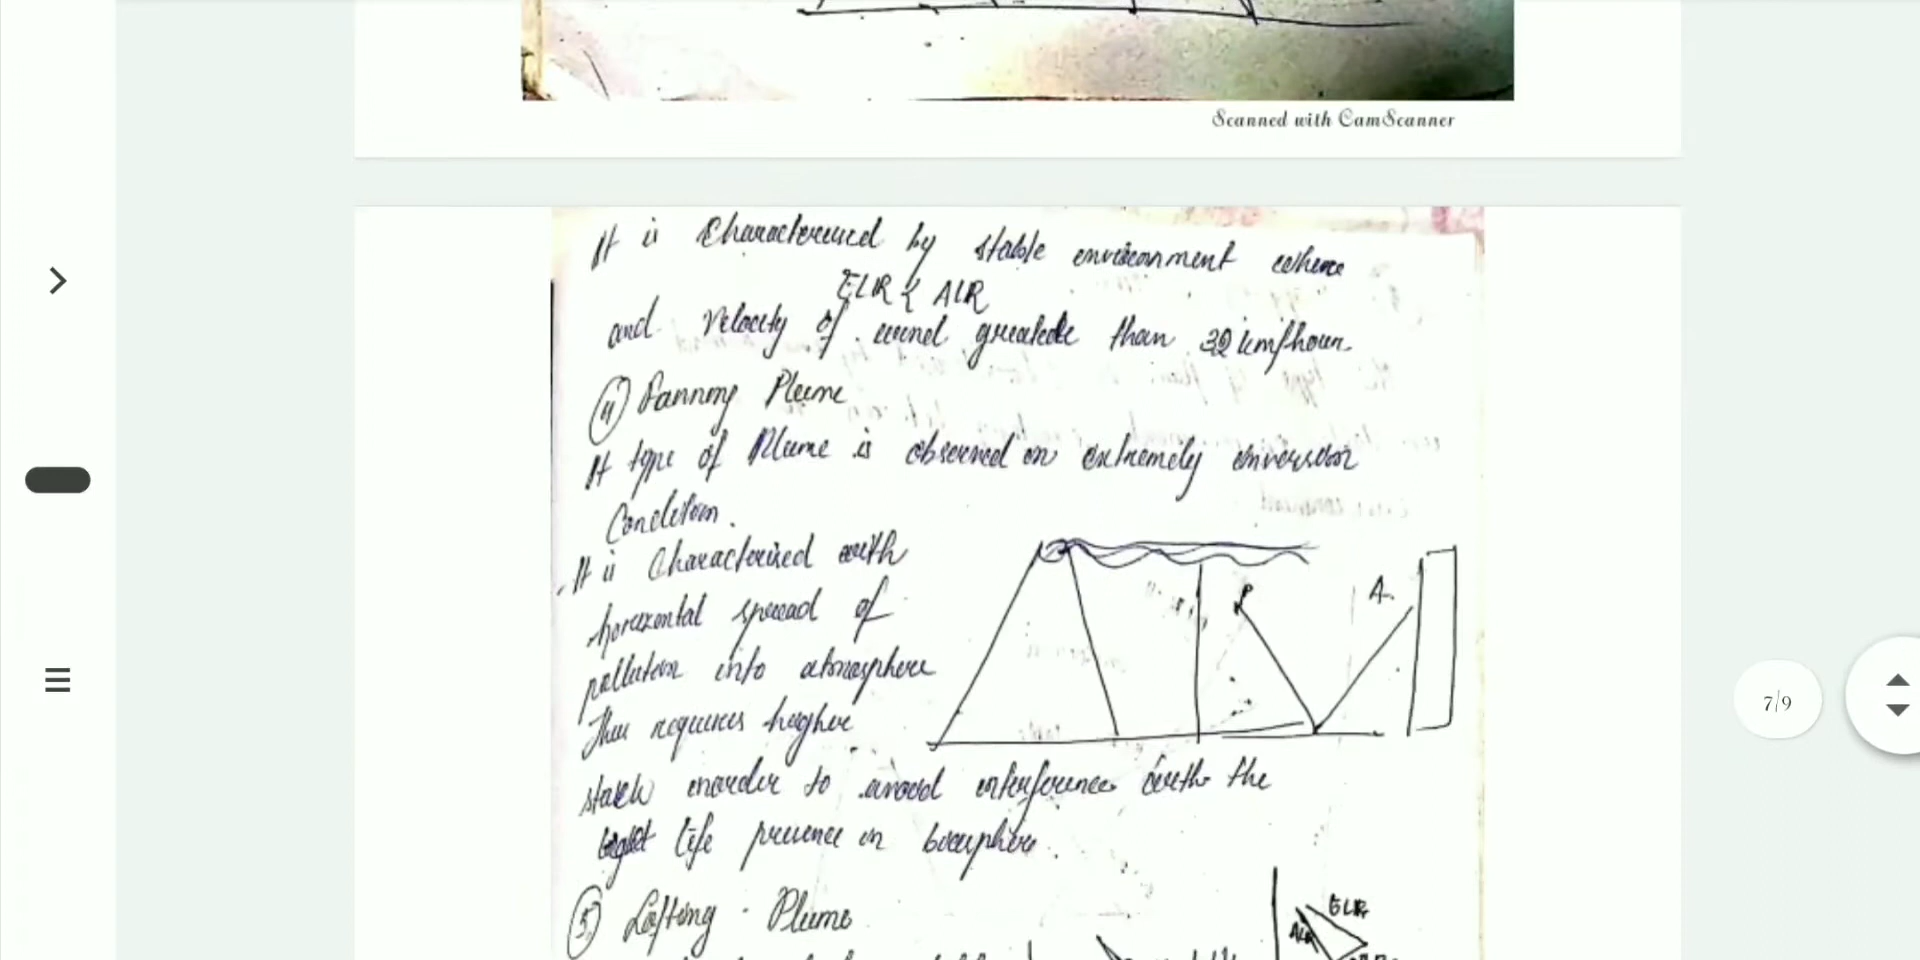 Scanned with CamScanner
It is Characterised by stable environment where
ELR < ALR
and velocity of wind greater than 32 km/hour
④ Fanning Plume
It type of Plume is observed in extremely inversion
Condition.
It is Characterised with
horizontal spread of
pollution into atmosphere
Thus requires higher
stack inorder to avoid interference with the
life presence in biosphere.
⑤ Lofting Plume
P
A
ELR
ALR
7/9